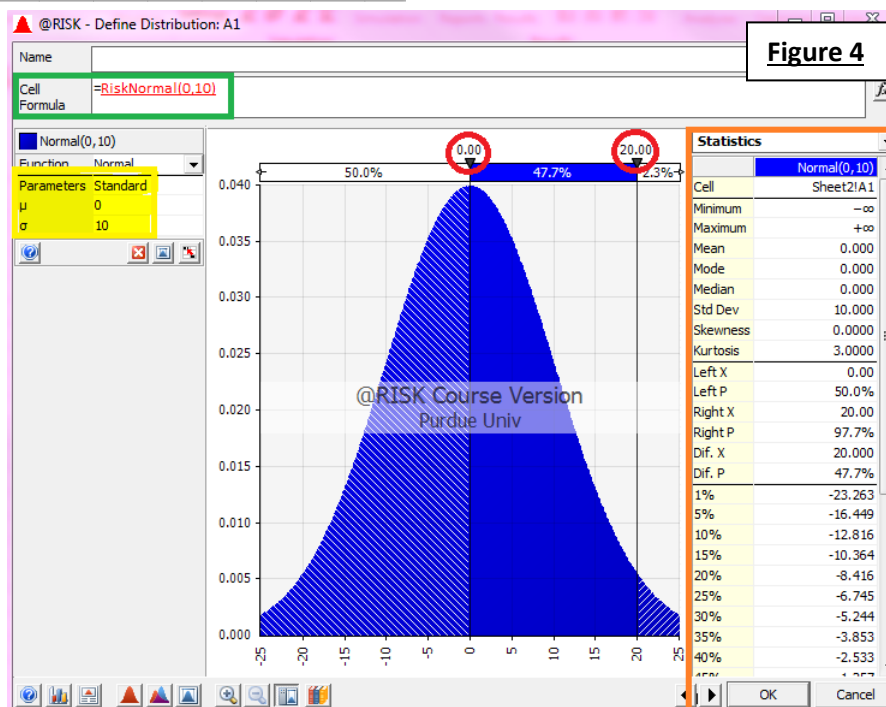 @RISK - Define Distribution: A1
Figure 4
Name
Cell Formula
=RiskNormal(0,10)
Normal(0, 10)
Function Normal
Parameters Standard
μ 0
σ 10
0.00 20.00
50.0% 47.7% 2.3%
0.040
0.035
0.030
0.025
0.020
0.015
0.010
0.005
0.000
@RISK Course Version
Purdue Univ
-25 -20 -15 -10 -5 0 5 10 15 20 25
Statistics
Normal(0, 10)
Cell Sheet2!A1
Minimum -∞
Maximum +∞
Mean 0.000
Mode 0.000
Median 0.000
Std Dev 10.000
Skewness 0.0000
Kurtosis 3.0000
Left X 0.00
Left P 50.0%
Right X 20.00
Right P 97.7%
Dif. X 20.000
Dif. P 47.7%
1% -23.263
5% -16.449
10% -12.816
15% -10.364
20% -8.416
25% -6.745
30% -5.244
35% -3.853
40% -2.533
OK Cancel